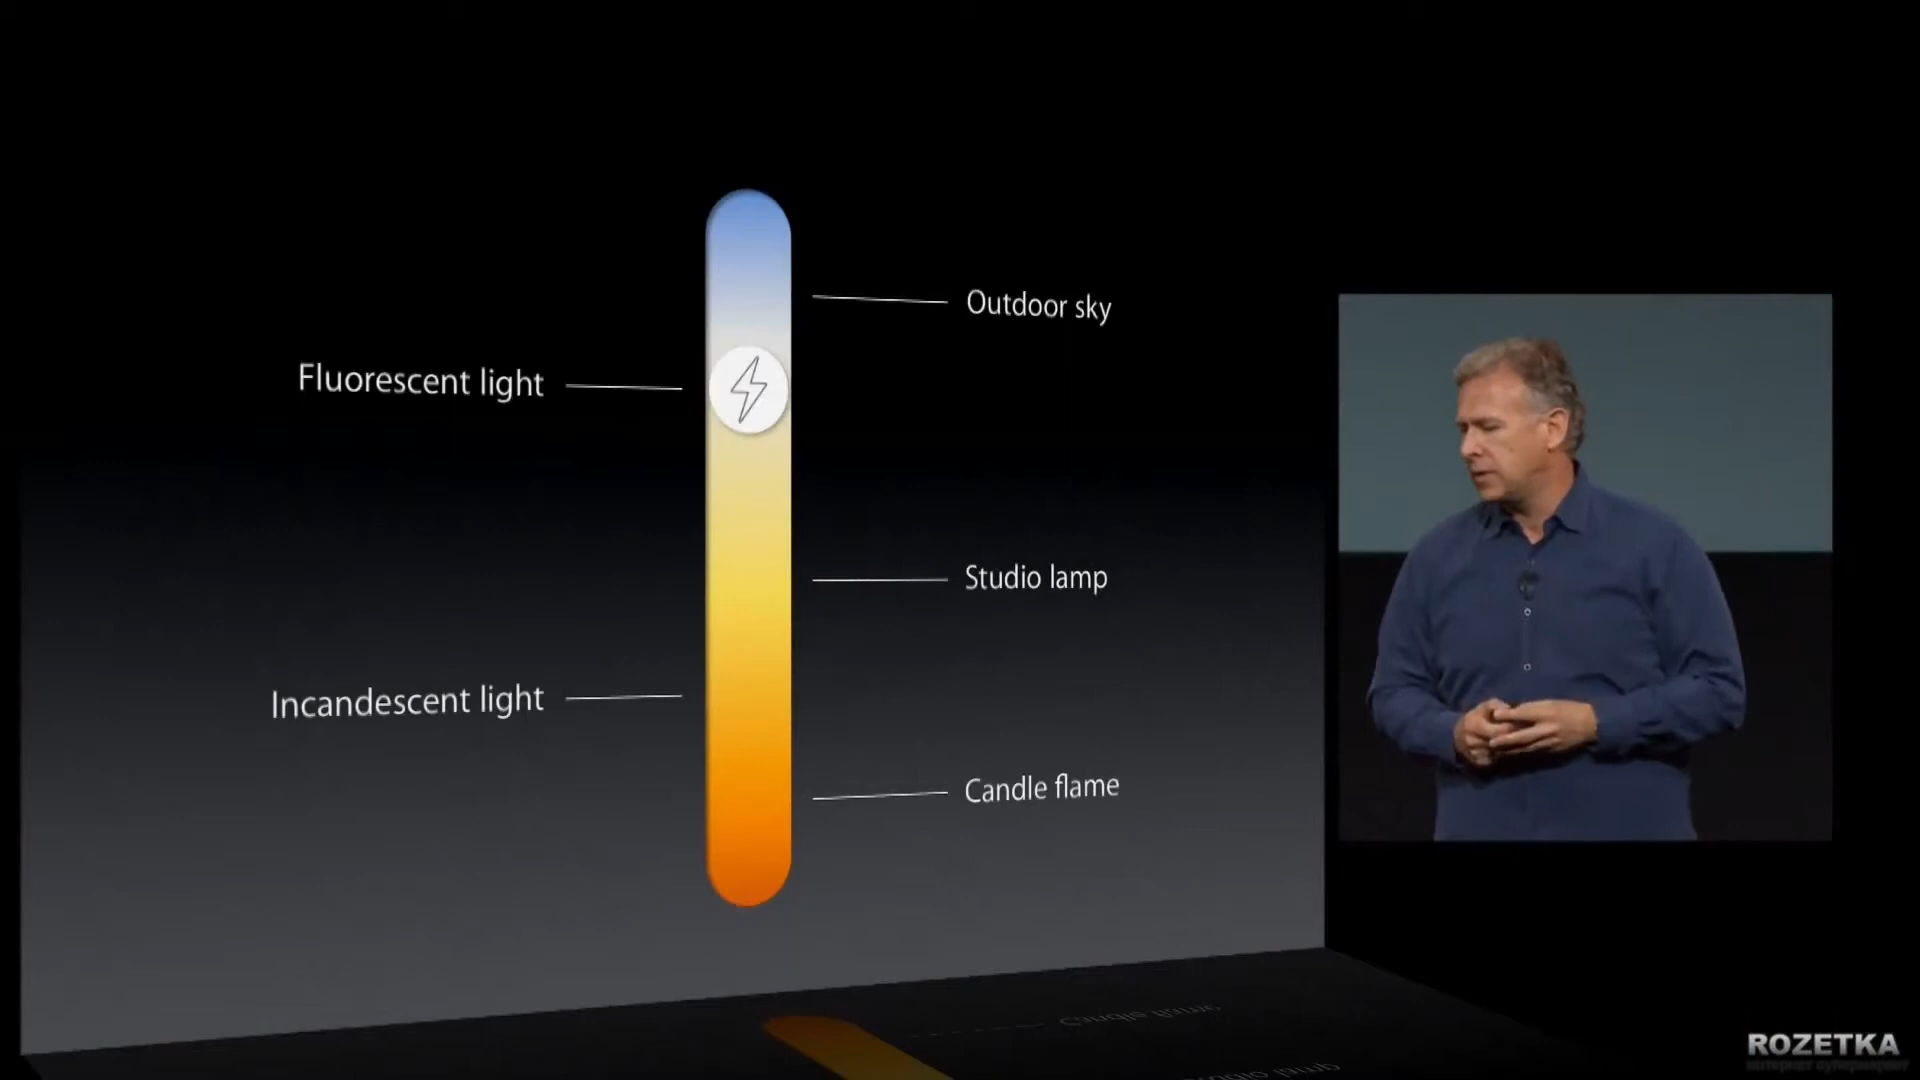 Outdoor sky
Fluorescent light
Studio lamp
Incandescent light
Candle flame
ROZETKA